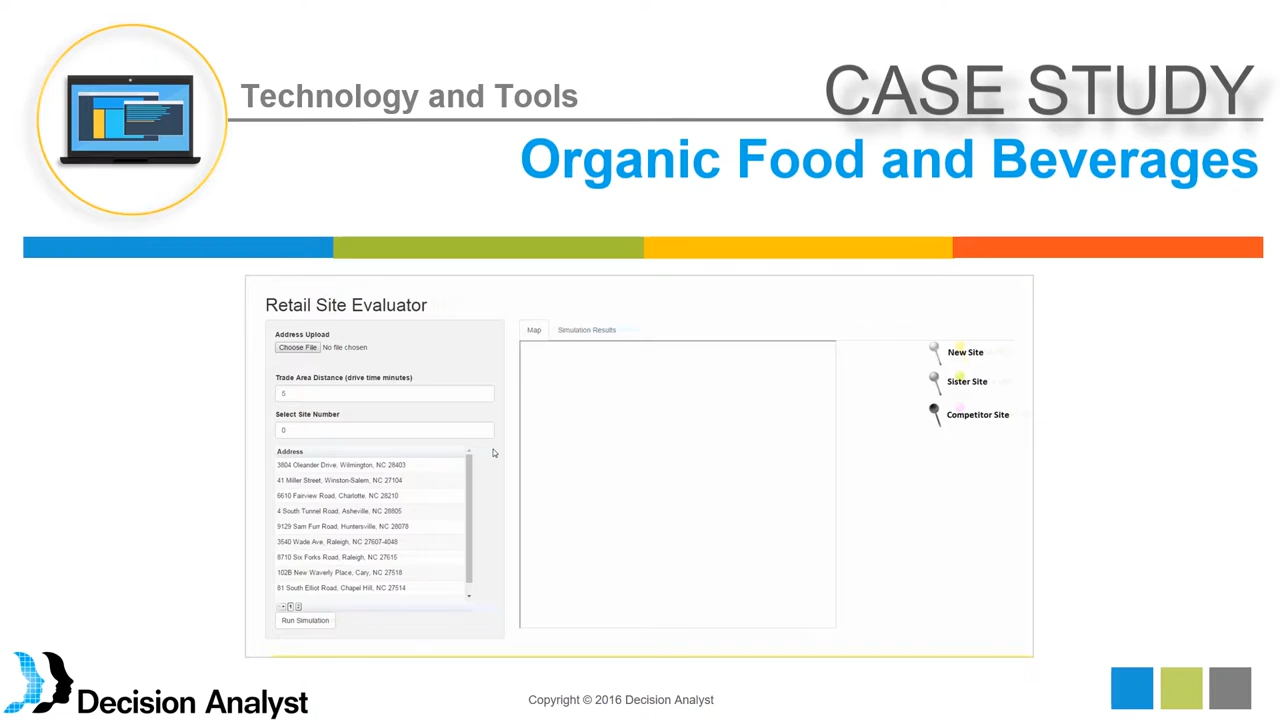 Technology and Tools
CASE STUDY
Organic Food and Beverages
Retail Site Evaluator
Address Upload
Choose File No file chosen
Trade Area Distance (drive time minutes)
5
Select Site Number
0
Address
3804 Oleander Drive, Wilmington, NC 28403
41 Miller Street, Winston-Salem, NC 27104
6610 Fairview Road, Charlotte, NC 28210
4 South Tunnel Road, Asheville, NC 28805
9129 Sam Furr Road, Huntersville, NC 28078
3540 Wade Ave, Raleigh, NC 27607-4048
8710 Six Forks Road, Raleigh, NC 27615
102B New Waverly Place, Cary, NC 27518
81 South Elliot Road, Chapel Hill, NC 27514
1 2
Run Simulation
Map Simulation Results
New Site
Sister Site
Competitor Site
Decision Analyst
Copyright © 2016 Decision Analyst